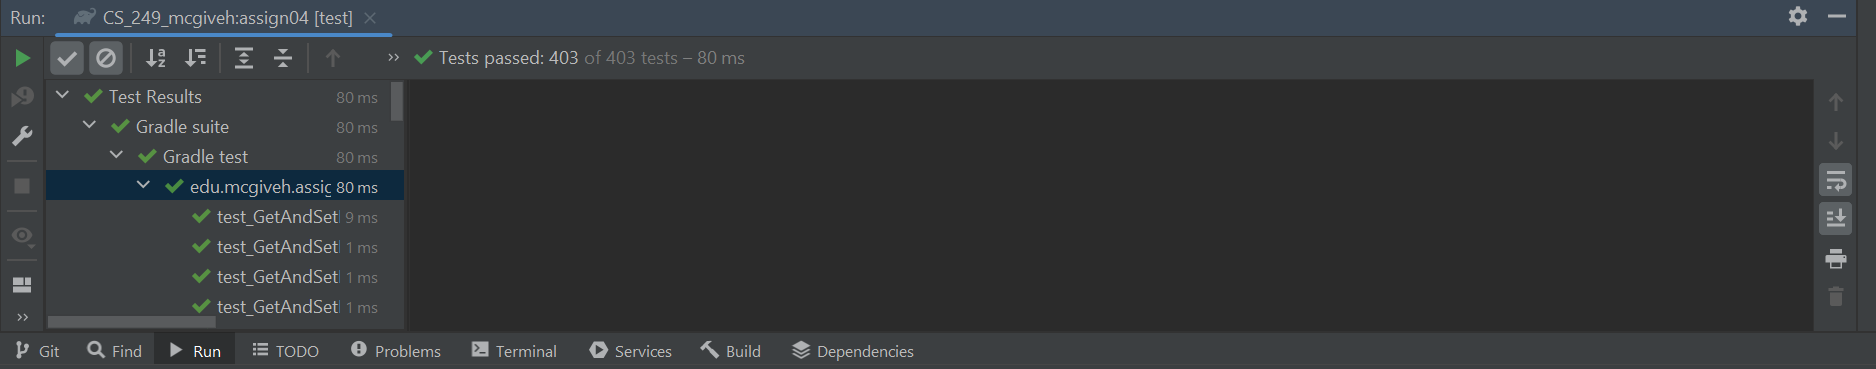 Run: CS_249_mcgiveh:assign04 [test]
Tests passed: 403 of 403 tests – 80 ms
Test Results 80 ms
Gradle suite 80 ms
Gradle test 80 ms
edu.mcgiveh.assig 80 ms
test_GetAndSet 9 ms
test_GetAndSet 1 ms
test_GetAndSet 1 ms
test_GetAndSet 1 ms
Git Find Run TODO Problems Terminal Services Build Dependencies